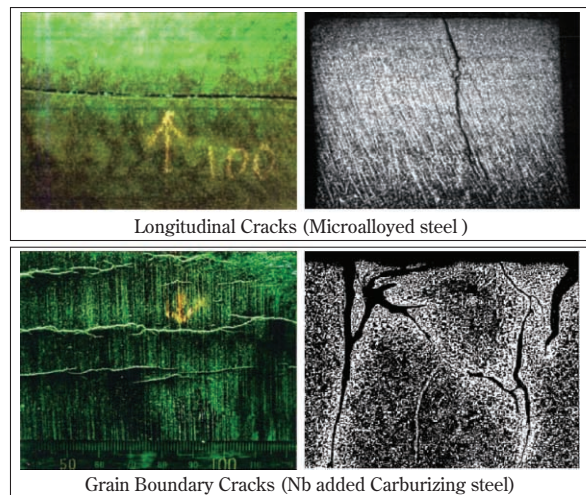 100
Longitudinal Cracks (Microalloyed steel )
50
100
Grain Boundary Cracks (Nb added Carburizing steel)